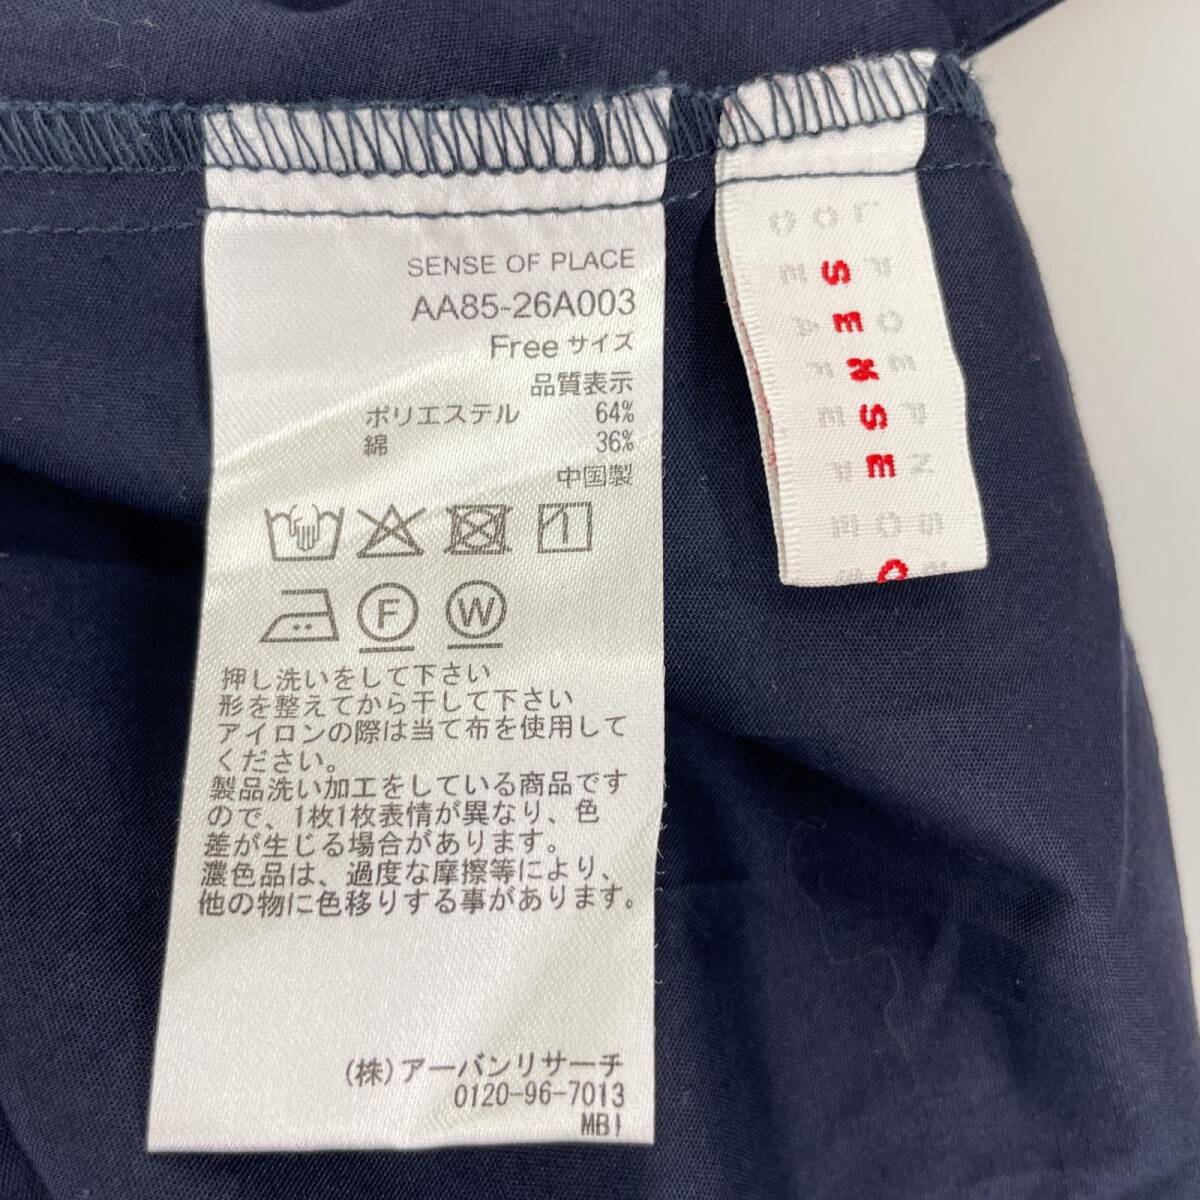 SENSE OF PLACE
AA85-26A003
Free サイズ
品質表示
ポリエステル 64%
綿 36%
中国製
F
W
押し洗いをして下さい
形を整えてから干して下さい
アイロンの際は当て布を使用して
ください。
製品洗い加工をしている商品です
ので、1枚1枚表情が異なり、色
差が生じる場合があります。
濃色品は、過度な摩擦等により、
他の物に色移りする事があります。
(株)アーバンリサーチ
0120-96-7013
MBI
SENSE O